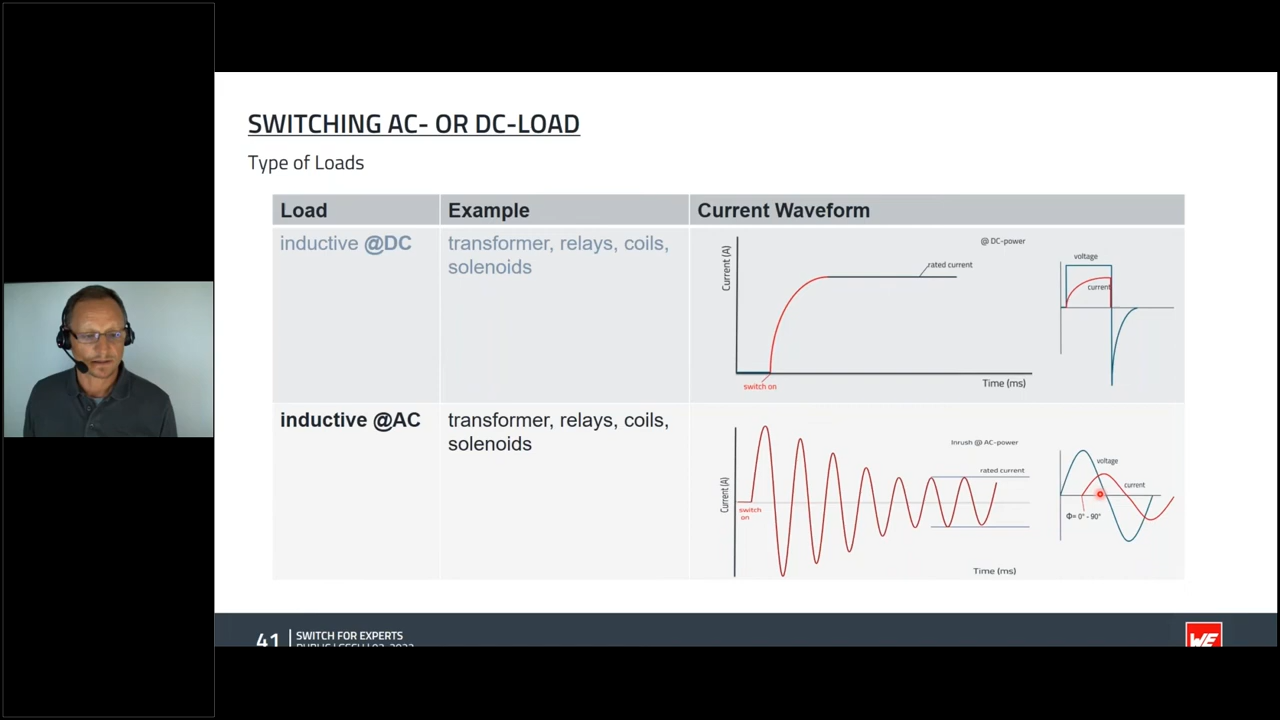 SWITCHING AC- OR DC-LOAD
Type of Loads
Load
Example
Current Waveform
inductive @DC
transformer, relays, coils,
solenoids
Current (A)
@ DC-power
rated current
switch on
Time (ms)
voltage
current
inductive @AC
transformer, relays, coils,
solenoids
Current (A)
Inrush @ AC-power
rated current
switch
on
Time (ms)
voltage
current
Φ= 0° - 90°
41
SWITCH FOR EXPERTS
WE